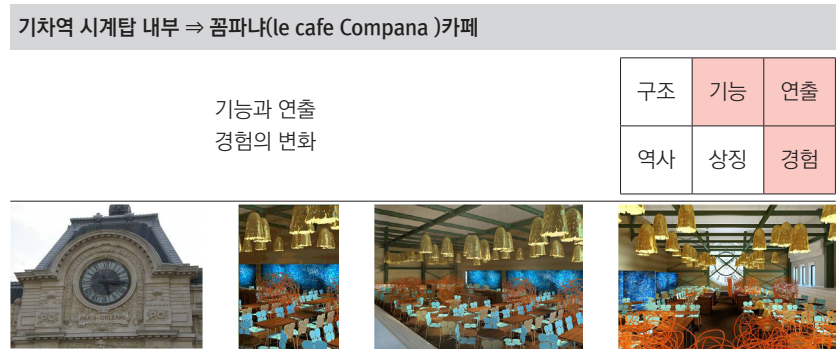 기차역 시계탑 내부 ⇒ 꼼파냐(le cafe Compana )카페
기능과 연출
경험의 변화
구조 기능 연출
역사 상징 경험
PARIS-ORLEANS